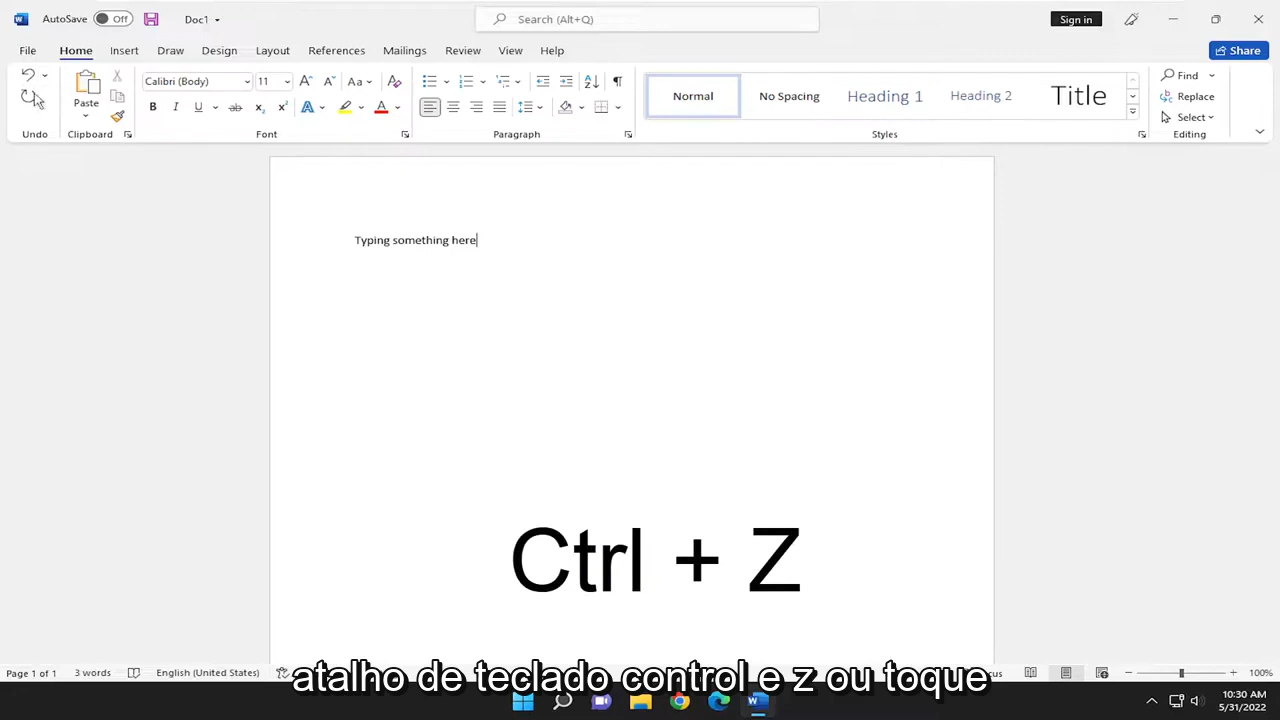 AutoSave Off Doc1 Search (Alt+Q) Sign in
File Home Insert Draw Design Layout References Mailings Review View Help Share
Paste Calibri (Body) 11 Aa Normal No Spacing Heading 1 Heading 2 Title Find
Replace
Select
Undo Clipboard Font Paragraph Styles Editing
Typing something here
Ctrl + Z
Page 1 of 1 3 words English (United States) 100%
atalho de teclado control e z ou toque
10:30 AM
5/31/2022